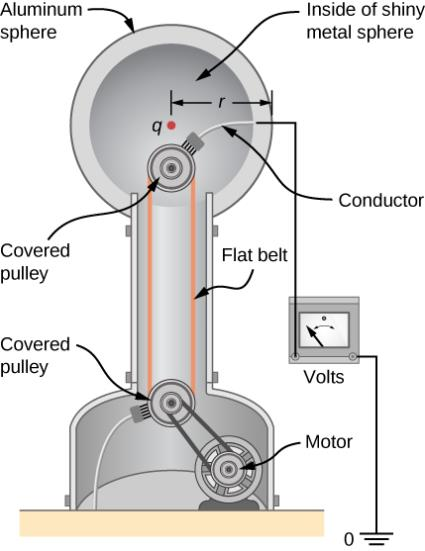 Aluminum
sphere
Inside of shiny
metal sphere
r
q
Conductor
Covered
pulley
Flat belt
Covered
pulley
Volts
Motor
0